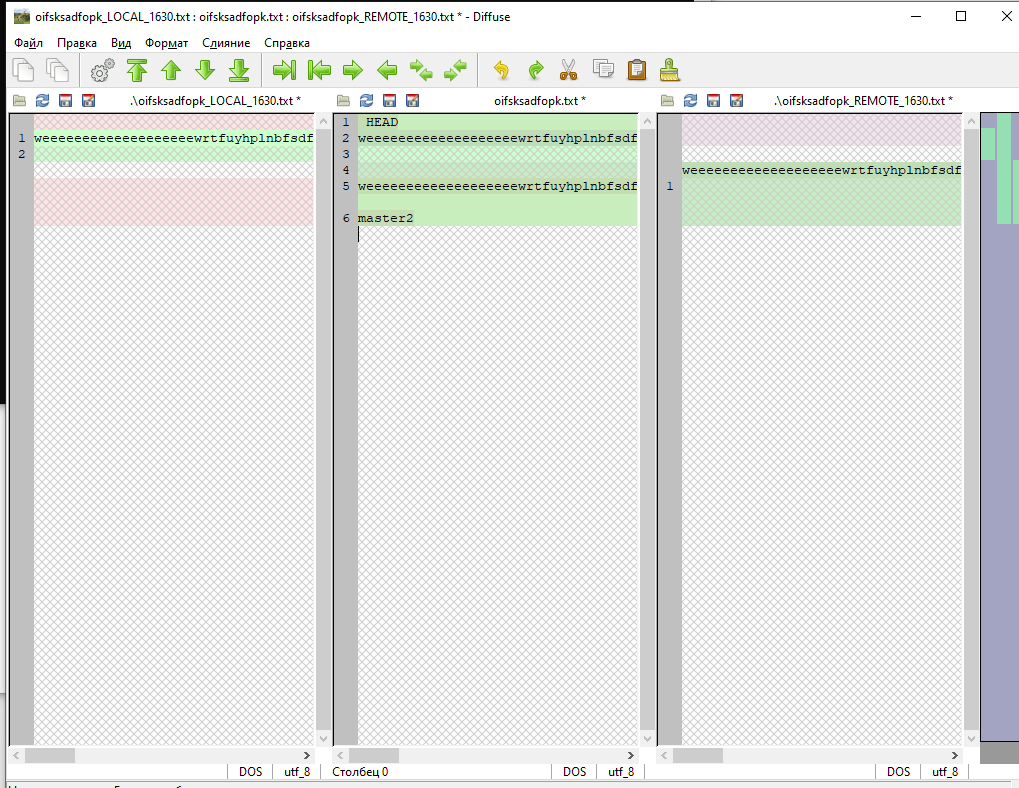 oifsksadfopk_LOCAL_1630.txt : oifsksadfopk.txt : oifsksadfopk_REMOTE_1630.txt * - Diffuse
Файл Правка Вид Формат Слияние Справка
.\oifsksadfopk_LOCAL_1630.txt * oifsksadfopk.txt * .\oifsksadfopk_REMOTE_1630.txt *
1 HEAD
1 weeeeeeeeeeeeeeeeeeeewrtfuyhplnbfsdf 2 weeeeeeeeeeeeeeeeeeeewrtfuyhplnbfsdf
2 3
4 weeeeeeeeeeeeeeeeeeeewrtfuyhplnbfsdf
5 weeeeeeeeeeeeeeeeeeeewrtfuyhplnbfsdf 1
6 master2
DOS utf_8 Столбец 0 DOS utf_8 DOS utf_8